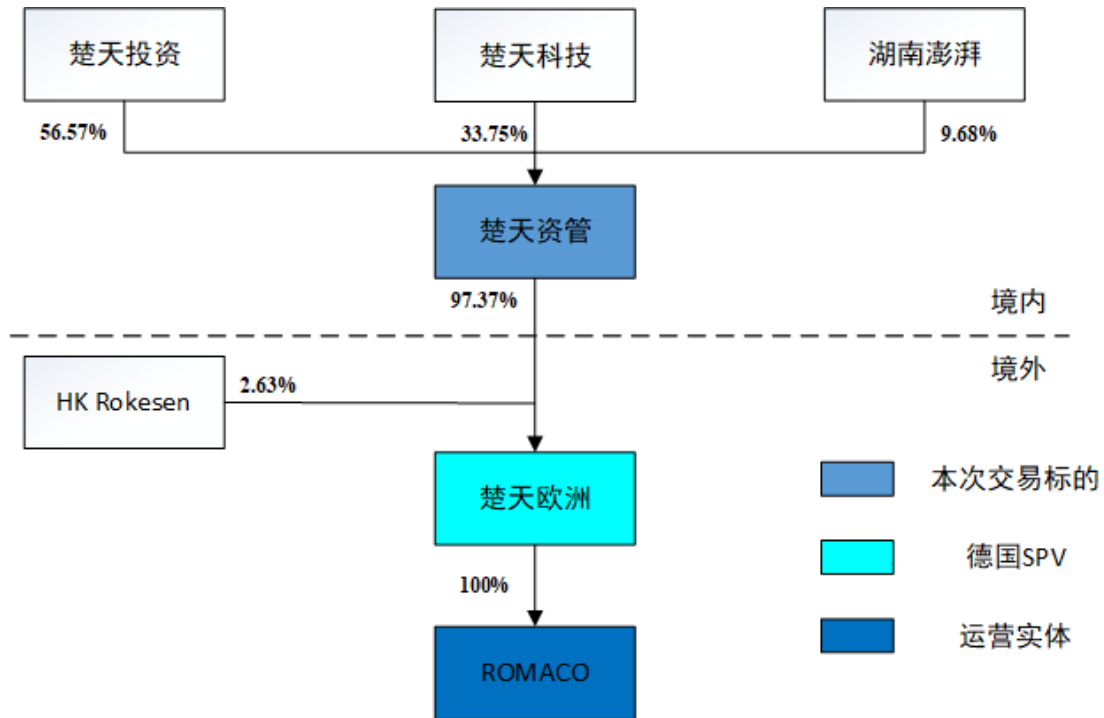 楚天投资
楚天科技
湖南澎湃
56.57%
33.75%
9.68%
楚天资管
97.37%
境内
境外
HK Rokesen
2.63%
楚天欧洲
本次交易标的
德国SPV
100%
运营实体
ROMACO